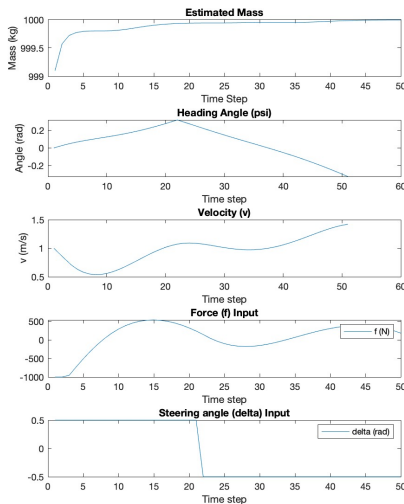 Estimated Mass
1000
999.5
999
Mass (kg)
0 5 10 15 20 25 30 35 40 45 50
Time Step
Heading Angle (psi)
0.2
0
-0.2
Angle (rad)
0 10 20 30 40 50 60
Time step
Velocity (v)
1.5
1
0.5
v (m/s)
0 10 20 30 40 50 60
Time step
Force (f) Input
500
0
-500
-1000
f (N)
0 5 10 15 20 25 30 35 40 45 50
Time step
Steering angle (delta) Input
0.5
0
-0.5
delta (rad)
0 5 10 15 20 25 30 35 40 45 50
Time step